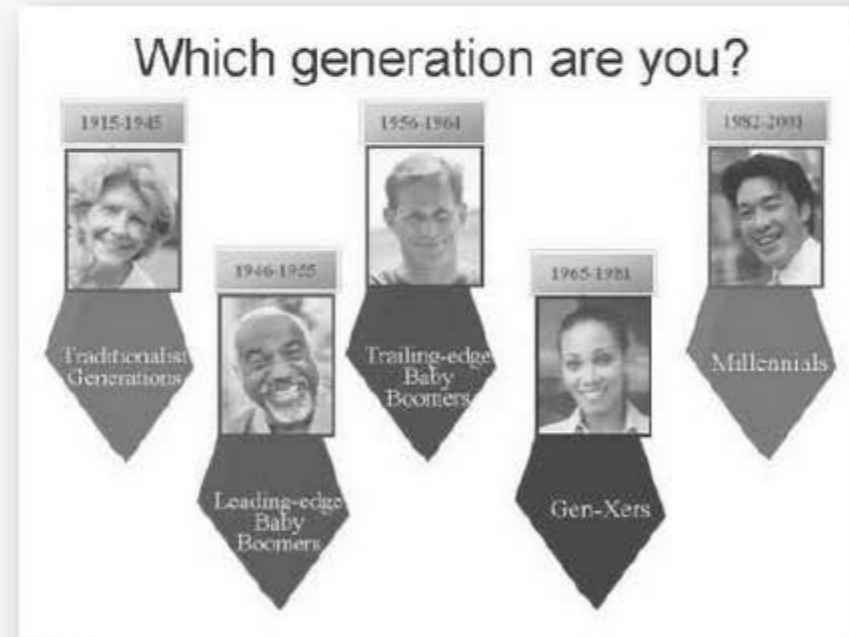 Which generation are you?
1915-1945
Traditionalist
Generations
1946-1955
Leading-edge
Baby
Boomers
1956-1964
Trailing-edge
Baby
Boomers
1965-1981
Gen-Xers
1982-2001
Millennials